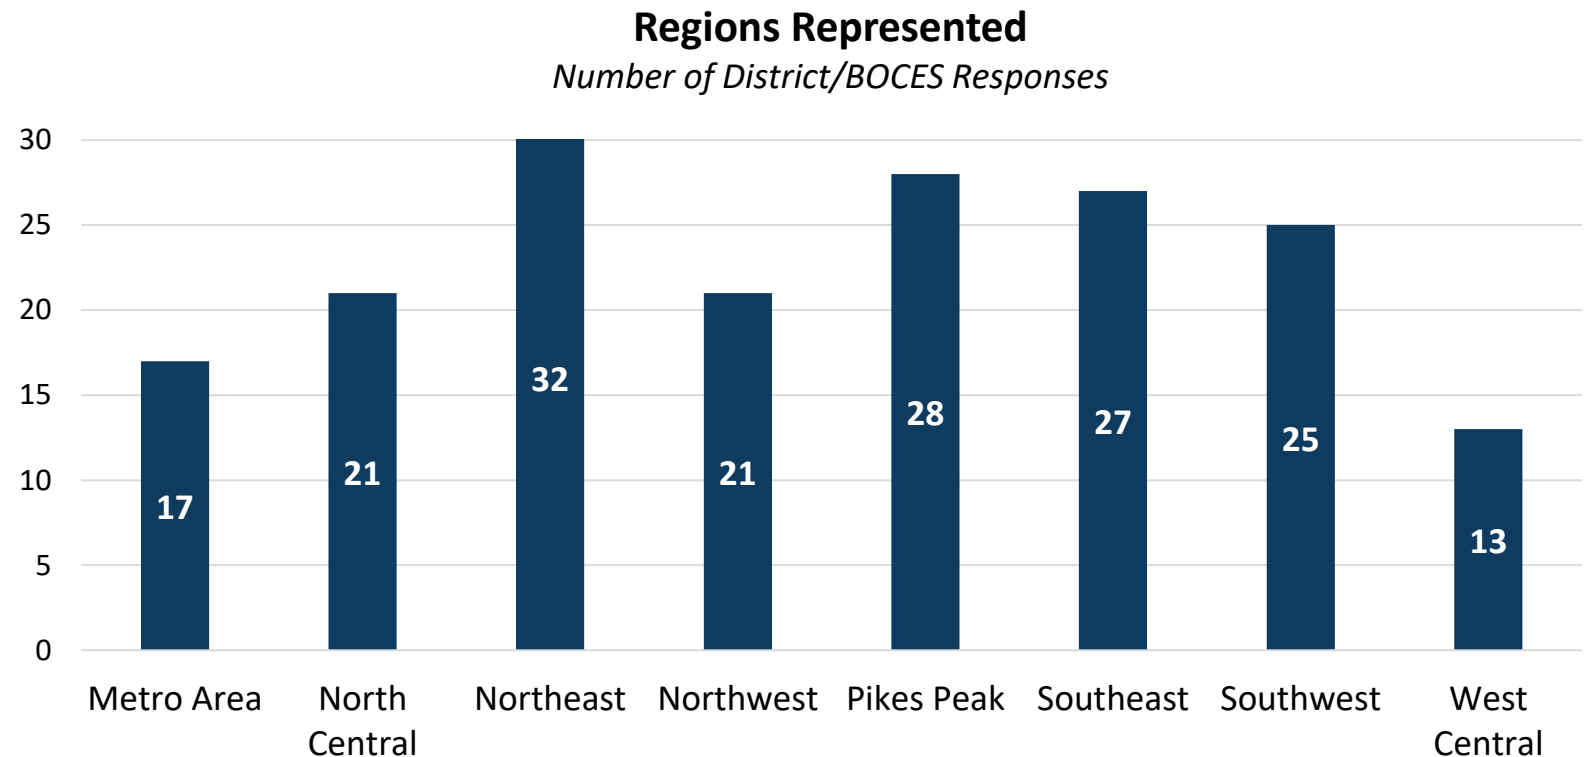 Regions Represented
Number of District/BOCES Responses
30
25
20
15
10
5
0
17
21
32
21
28
27
25
13
Metro Area
North
Central
Northeast
Northwest
Pikes Peak
Southeast
Southwest
West
Central